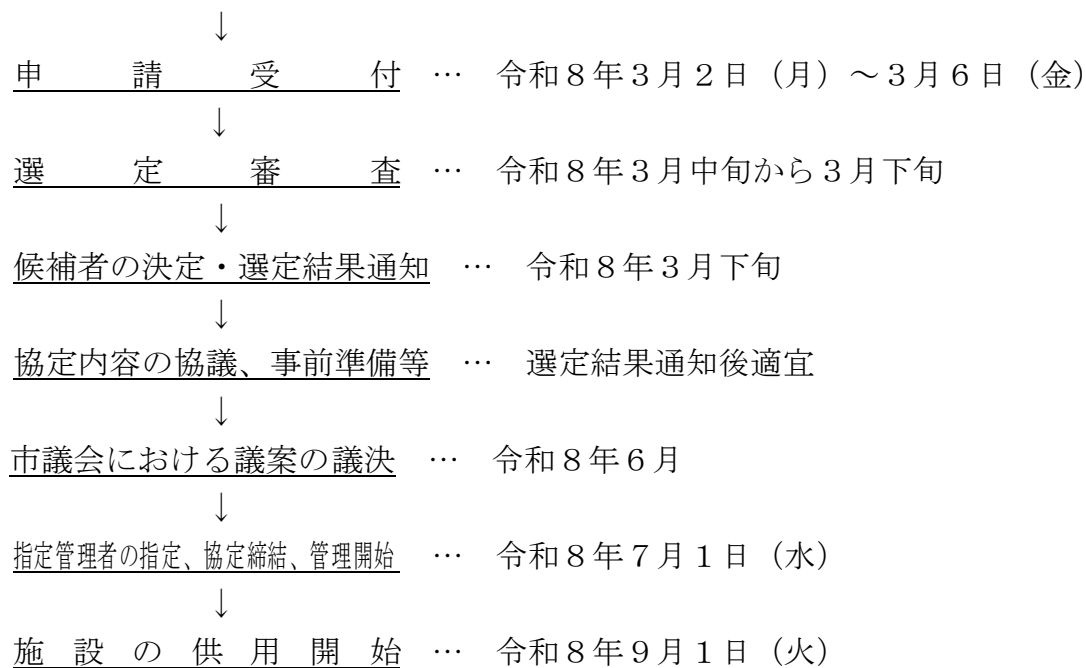 ↓
申請受付 … 令和８年３月２日（月）～３月６日（金）
↓
選定審査 … 令和８年３月中旬から３月下旬
↓
候補者の決定・選定結果通知 … 令和８年３月下旬
↓
協定内容の協議、事前準備等 … 選定結果通知後適宜
↓
市議会における議案の議決 … 令和８年６月
↓
指定管理者の指定、協定締結、管理開始 … 令和８年７月１日（水）
↓
施設の供用開始 … 令和８年９月１日（火）